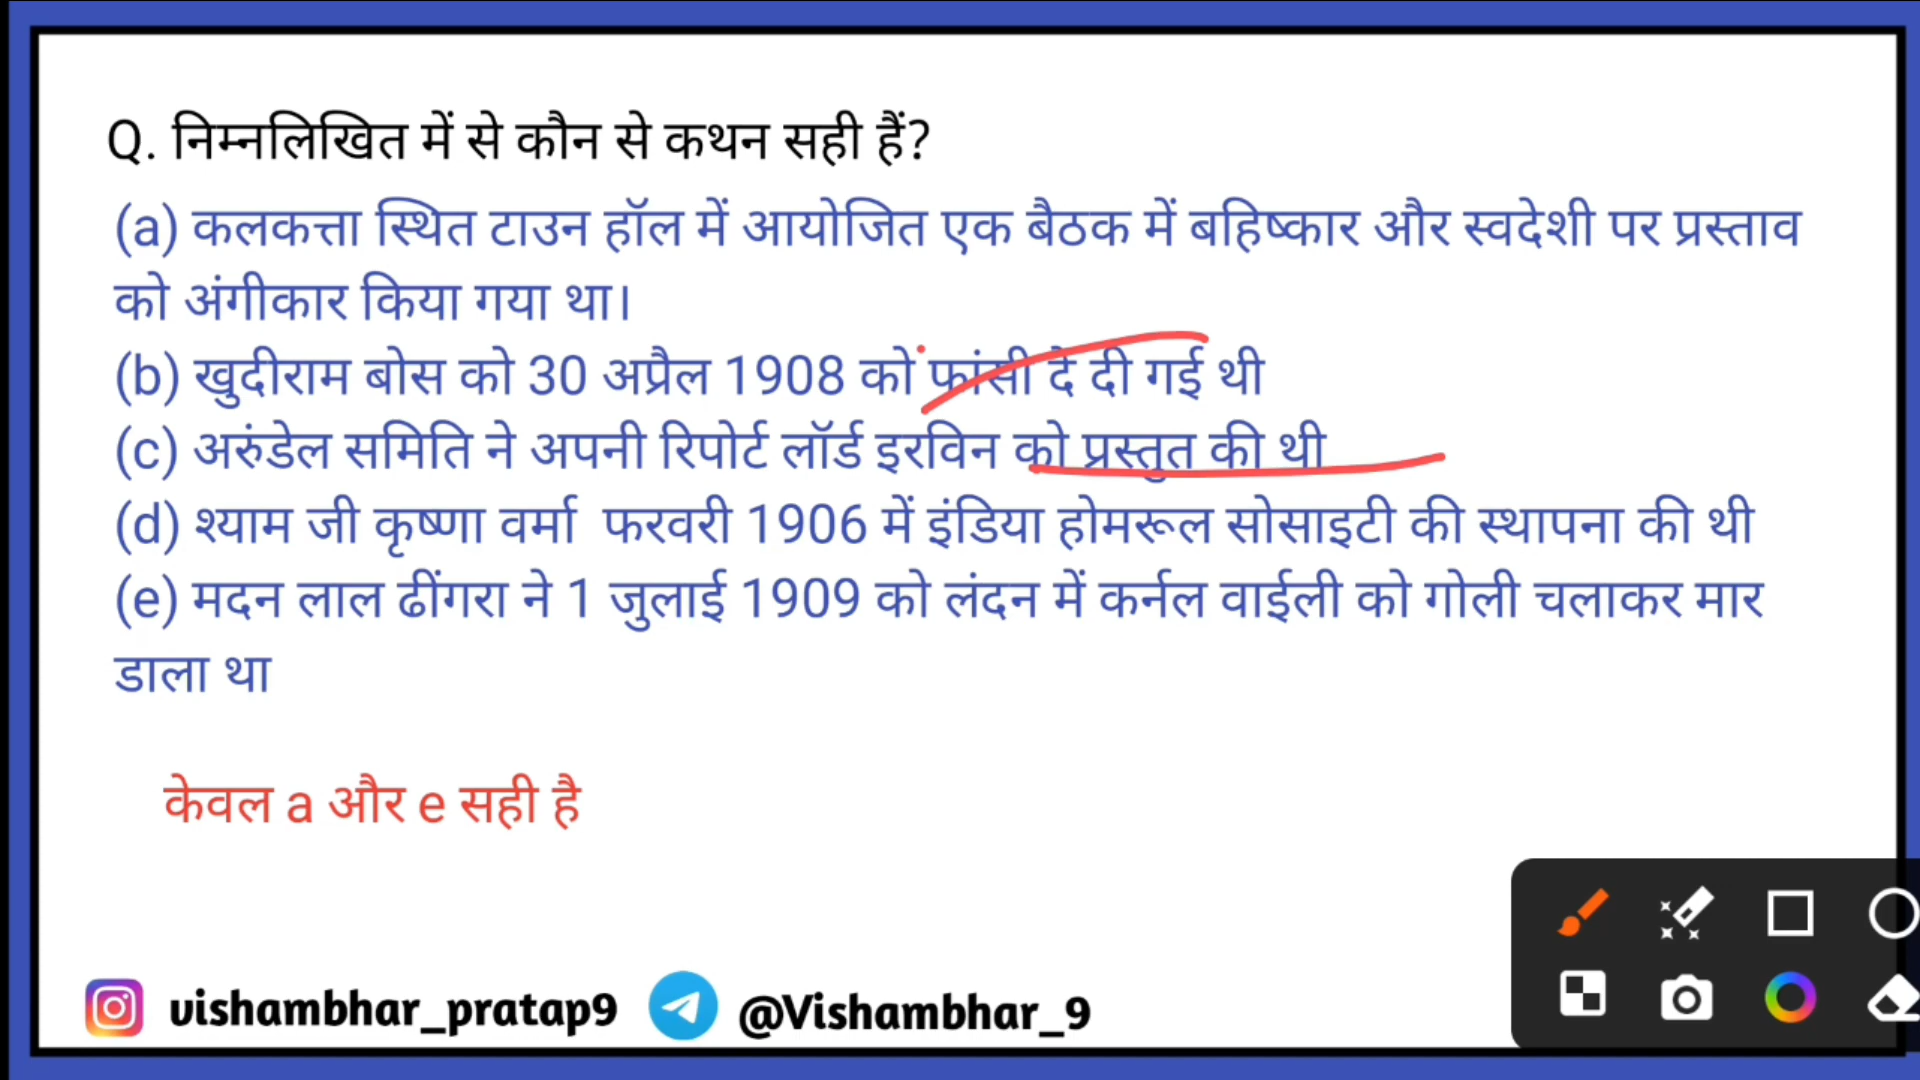 Q. निम्नलिखित में से कौन से कथन सही हैं?
(a) कलकत्ता स्थित टाउन हॉल में आयोजित एक बैठक में बहिष्कार और स्वदेशी पर प्रस्ताव
को अंगीकार किया गया था।
(b) खुदीराम बोस को 30 अप्रैल 1908 को फांसी दे दी गई थी
(c) अरुंडेल समिति ने अपनी रिपोर्ट लॉर्ड इरविन को प्रस्तुत की थी
(d) श्याम जी कृष्णा वर्मा फरवरी 1906 में इंडिया होमरूल सोसाइटी की स्थापना की थी
(e) मदन लाल ढींगरा ने 1 जुलाई 1909 को लंदन में कर्नल वाईली को गोली चलाकर मार
डाला था
केवल a और e सही है
vishambhar_pratap9 @Vishambhar_9